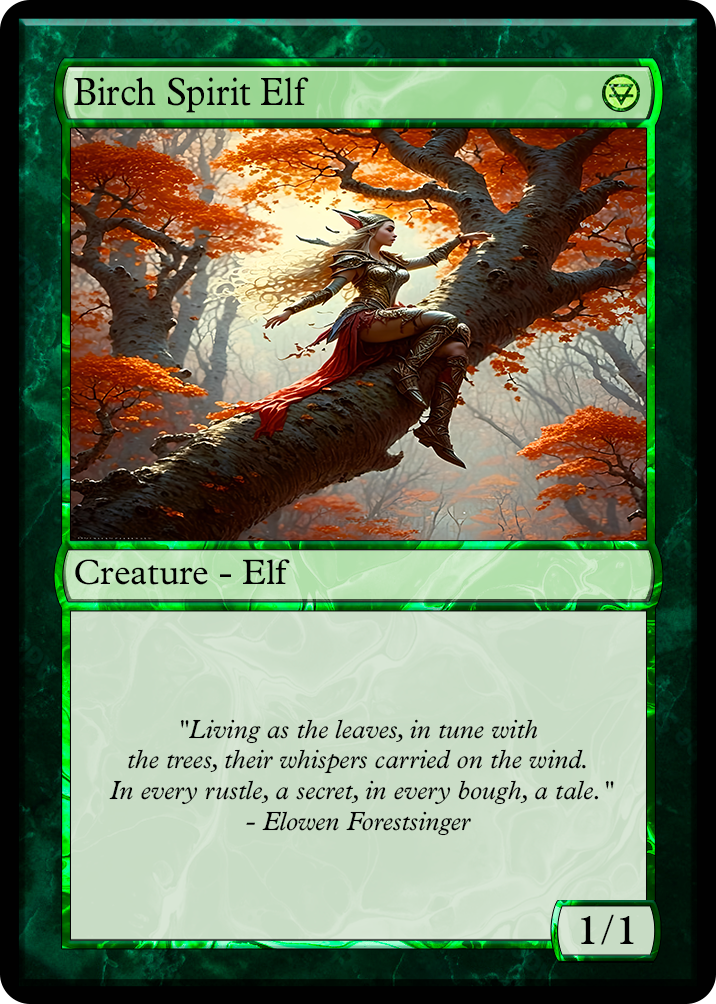 Birch Spirit Elf
Creature - Elf
"Living as the leaves, in tune with
the trees, their whispers carried on the wind.
In every rustle, a secret, in every bough, a tale."
- Elowen Forestsinger
1/1